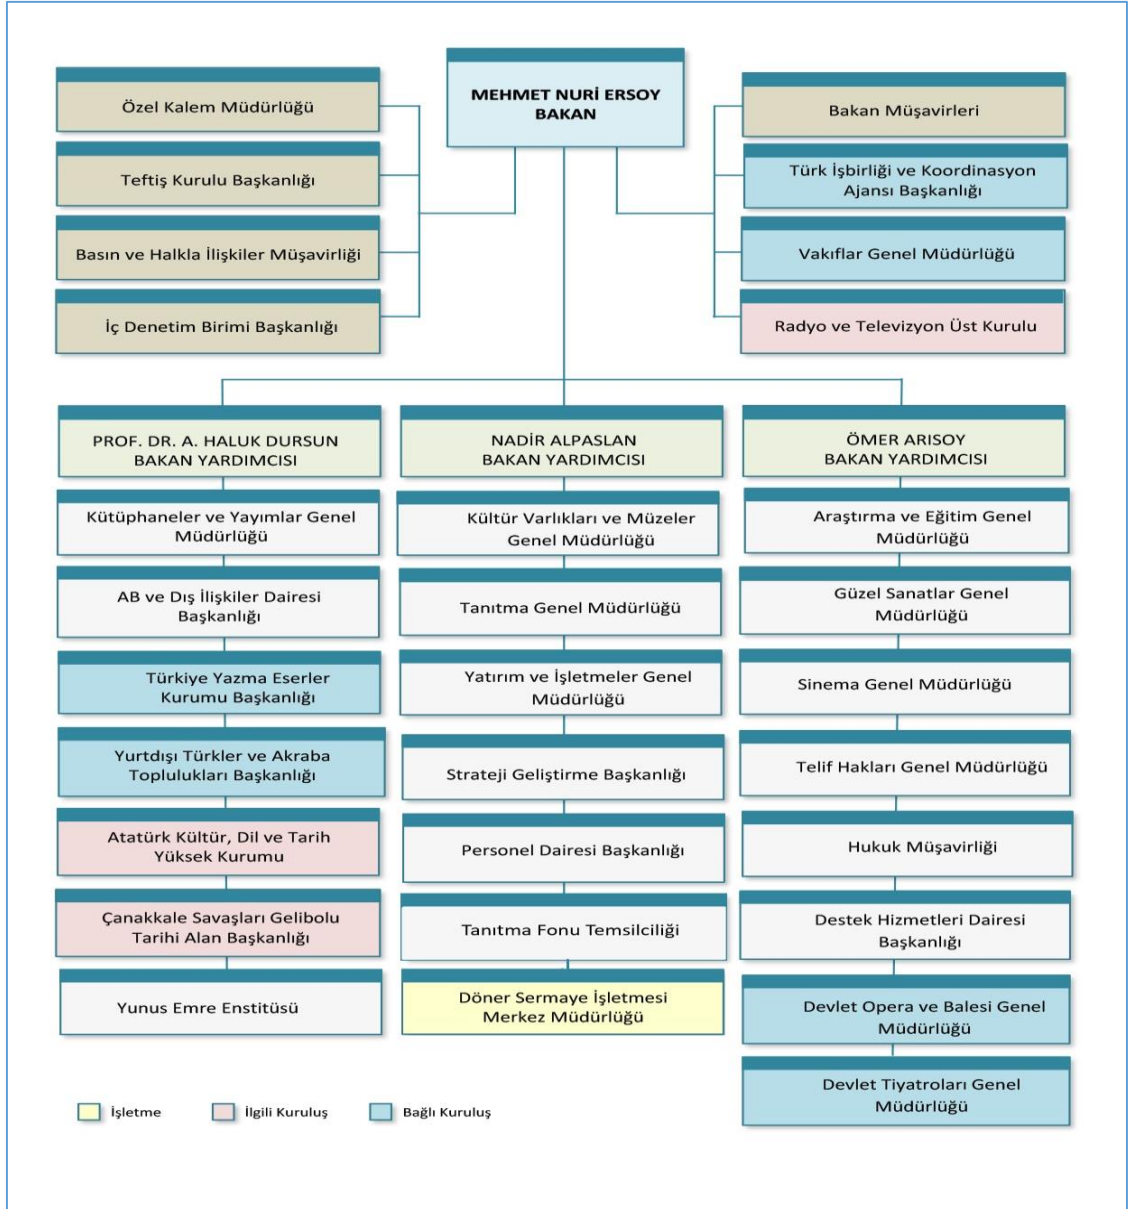 MEHMET NURİ ERSOY
BAKAN
Özel Kalem Müdürlüğü
Teftiş Kurulu Başkanlığı
Basın ve Halkla İlişkiler Müşavirliği
İç Denetim Birimi Başkanlığı
Bakan Müşavirleri
Türk İşbirliği ve Koordinasyon
Ajansı Başkanlığı
Vakıflar Genel Müdürlüğü
Radyo ve Televizyon Üst Kurulu
PROF. DR. A. HALUK DURSUN
BAKAN YARDIMCISI
Kütüphaneler ve Yayımlar Genel
Müdürlüğü
AB ve Dış İlişkiler Dairesi
Başkanlığı
Türkiye Yazma Eserler
Kurumu Başkanlığı
Yurtdışı Türkler ve Akraba
Toplulukları Başkanlığı
Atatürk Kültür, Dil ve Tarih
Yüksek Kurumu
Çanakkale Savaşları Gelibolu
Tarihi Alan Başkanlığı
Yunus Emre Enstitüsü
NADİR ALPASLAN
BAKAN YARDIMCISI
Kültür Varlıkları ve Müzeler
Genel Müdürlüğü
Tanıtma Genel Müdürlüğü
Yatırım ve İşletmeler Genel
Müdürlüğü
Strateji Geliştirme Başkanlığı
Personel Dairesi Başkanlığı
Tanıtma Fonu Temsilciliği
Döner Sermaye İşletmesi
Merkez Müdürlüğü
ÖMER ARISOY
BAKAN YARDIMCISI
Araştırma ve Eğitim Genel
Müdürlüğü
Güzel Sanatlar Genel
Müdürlüğü
Sinema Genel Müdürlüğü
Telif Hakları Genel Müdürlüğü
Hukuk Müşavirliği
Destek Hizmetleri Dairesi
Başkanlığı
Devlet Opera ve Balesi Genel
Müdürlüğü
Devlet Tiyatroları Genel
Müdürlüğü
İşletme
İlgili Kuruluş
Bağlı Kuruluş